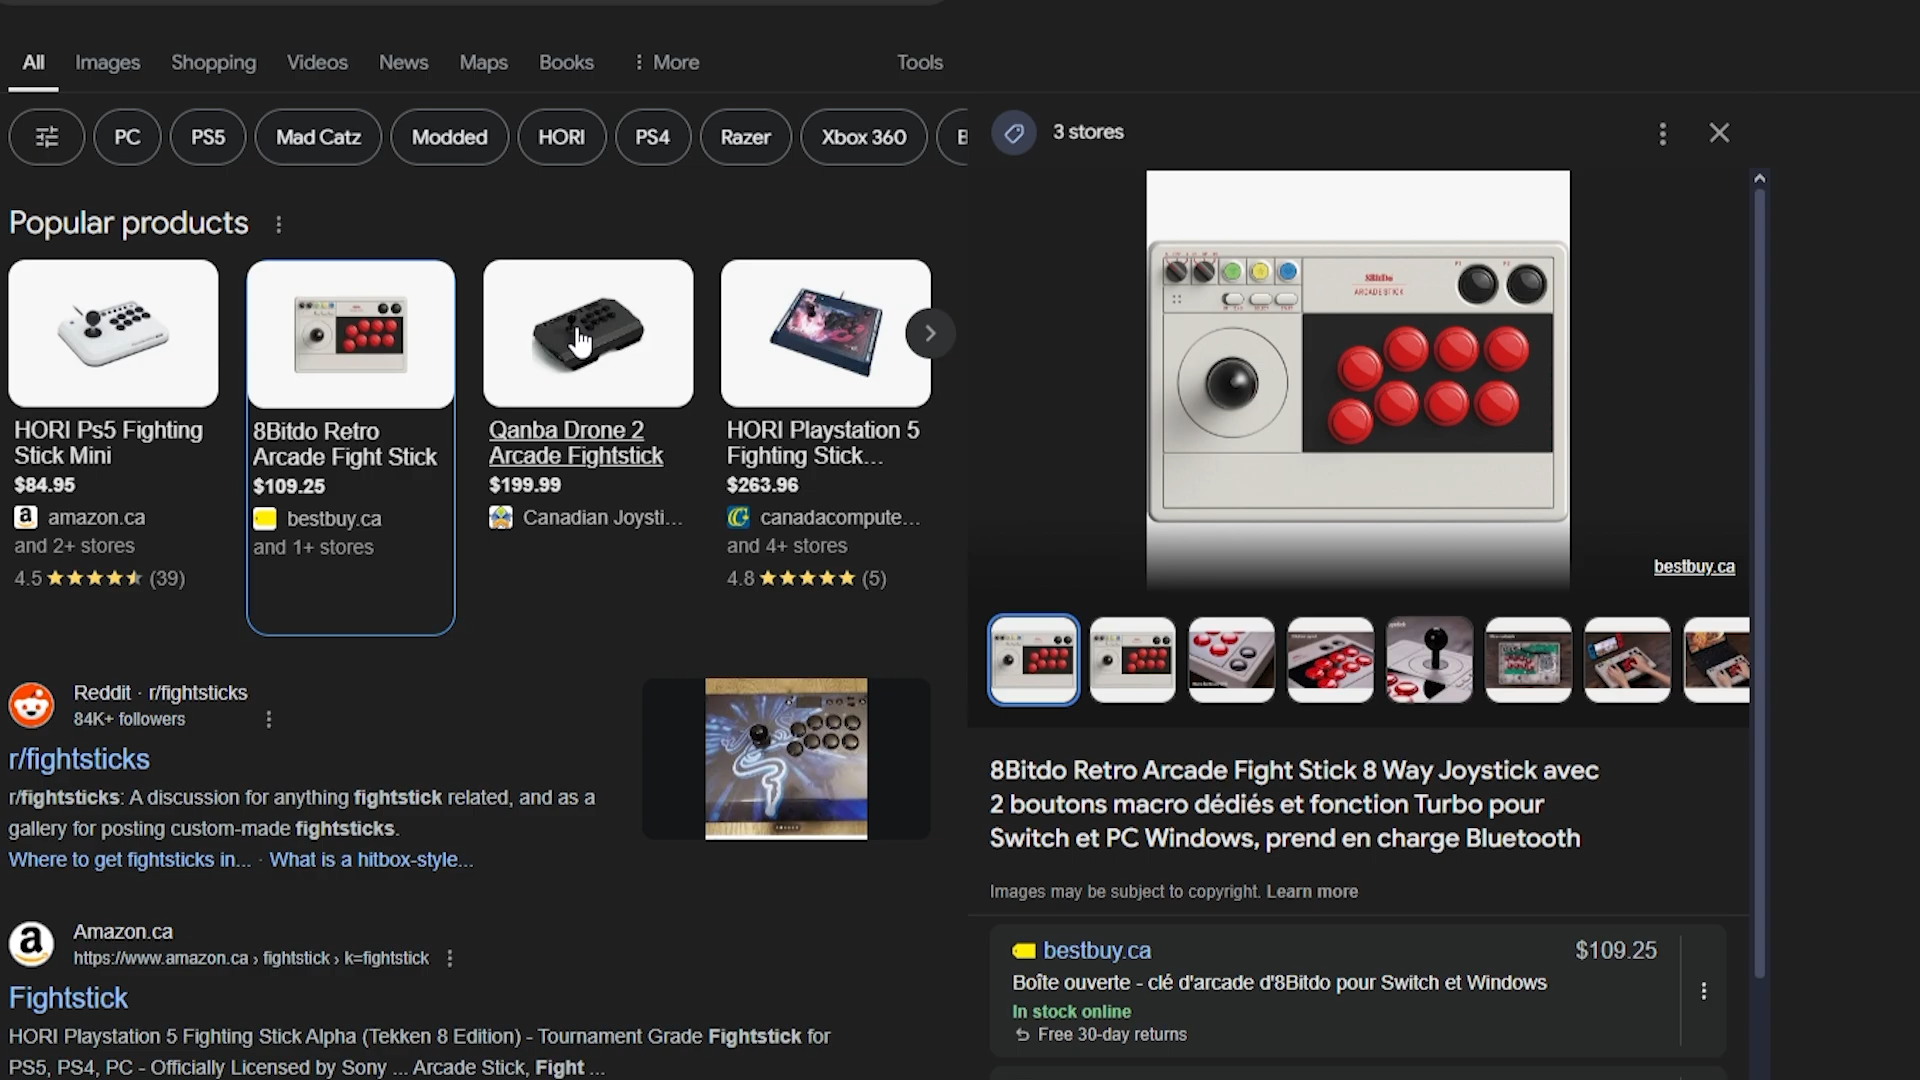 All Images Shopping Videos News Maps Books More Tools
PC PS5 Mad Catz Modded HORI PS4 Razer Xbox 360
3 stores
Popular products
8BitDo
ARCADE STICK
HORI Ps5 Fighting
Stick Mini
$84.95
amazon.ca
and 2+ stores
4.5 (39)
8Bitdo Retro
Arcade Fight Stick
$109.25
bestbuy.ca
and 1+ stores
Qanba Drone 2
Arcade Fightstick
$199.99
Canadian Joysti...
HORI Playstation 5
Fighting Stick...
$263.96
canadacompute...
and 4+ stores
4.8 (5)
bestbuy.ca
Reddit · r/fightsticks
84K+ followers
r/fightsticks
r/fightsticks: A discussion for anything fightstick related, and as a
gallery for posting custom-made fightsticks.
Where to get fightsticks in... · What is a hitbox-style...
Amazon.ca
https://www.amazon.ca › fightstick › k=fightstick
Fightstick
HORI Playstation 5 Fighting Stick Alpha (Tekken 8 Edition) - Tournament Grade Fightstick for
PS5, PS4, PC - Officially Licensed by Sony ... Arcade Stick, Fight ...
8Bitdo Retro Arcade Fight Stick 8 Way Joystick avec
2 boutons macro dédiés et fonction Turbo pour
Switch et PC Windows, prend en charge Bluetooth
Images may be subject to copyright. Learn more
bestbuy.ca $109.25
Boîte ouverte - clé d'arcade d'8Bitdo pour Switch et Windows
In stock online
Free 30-day returns